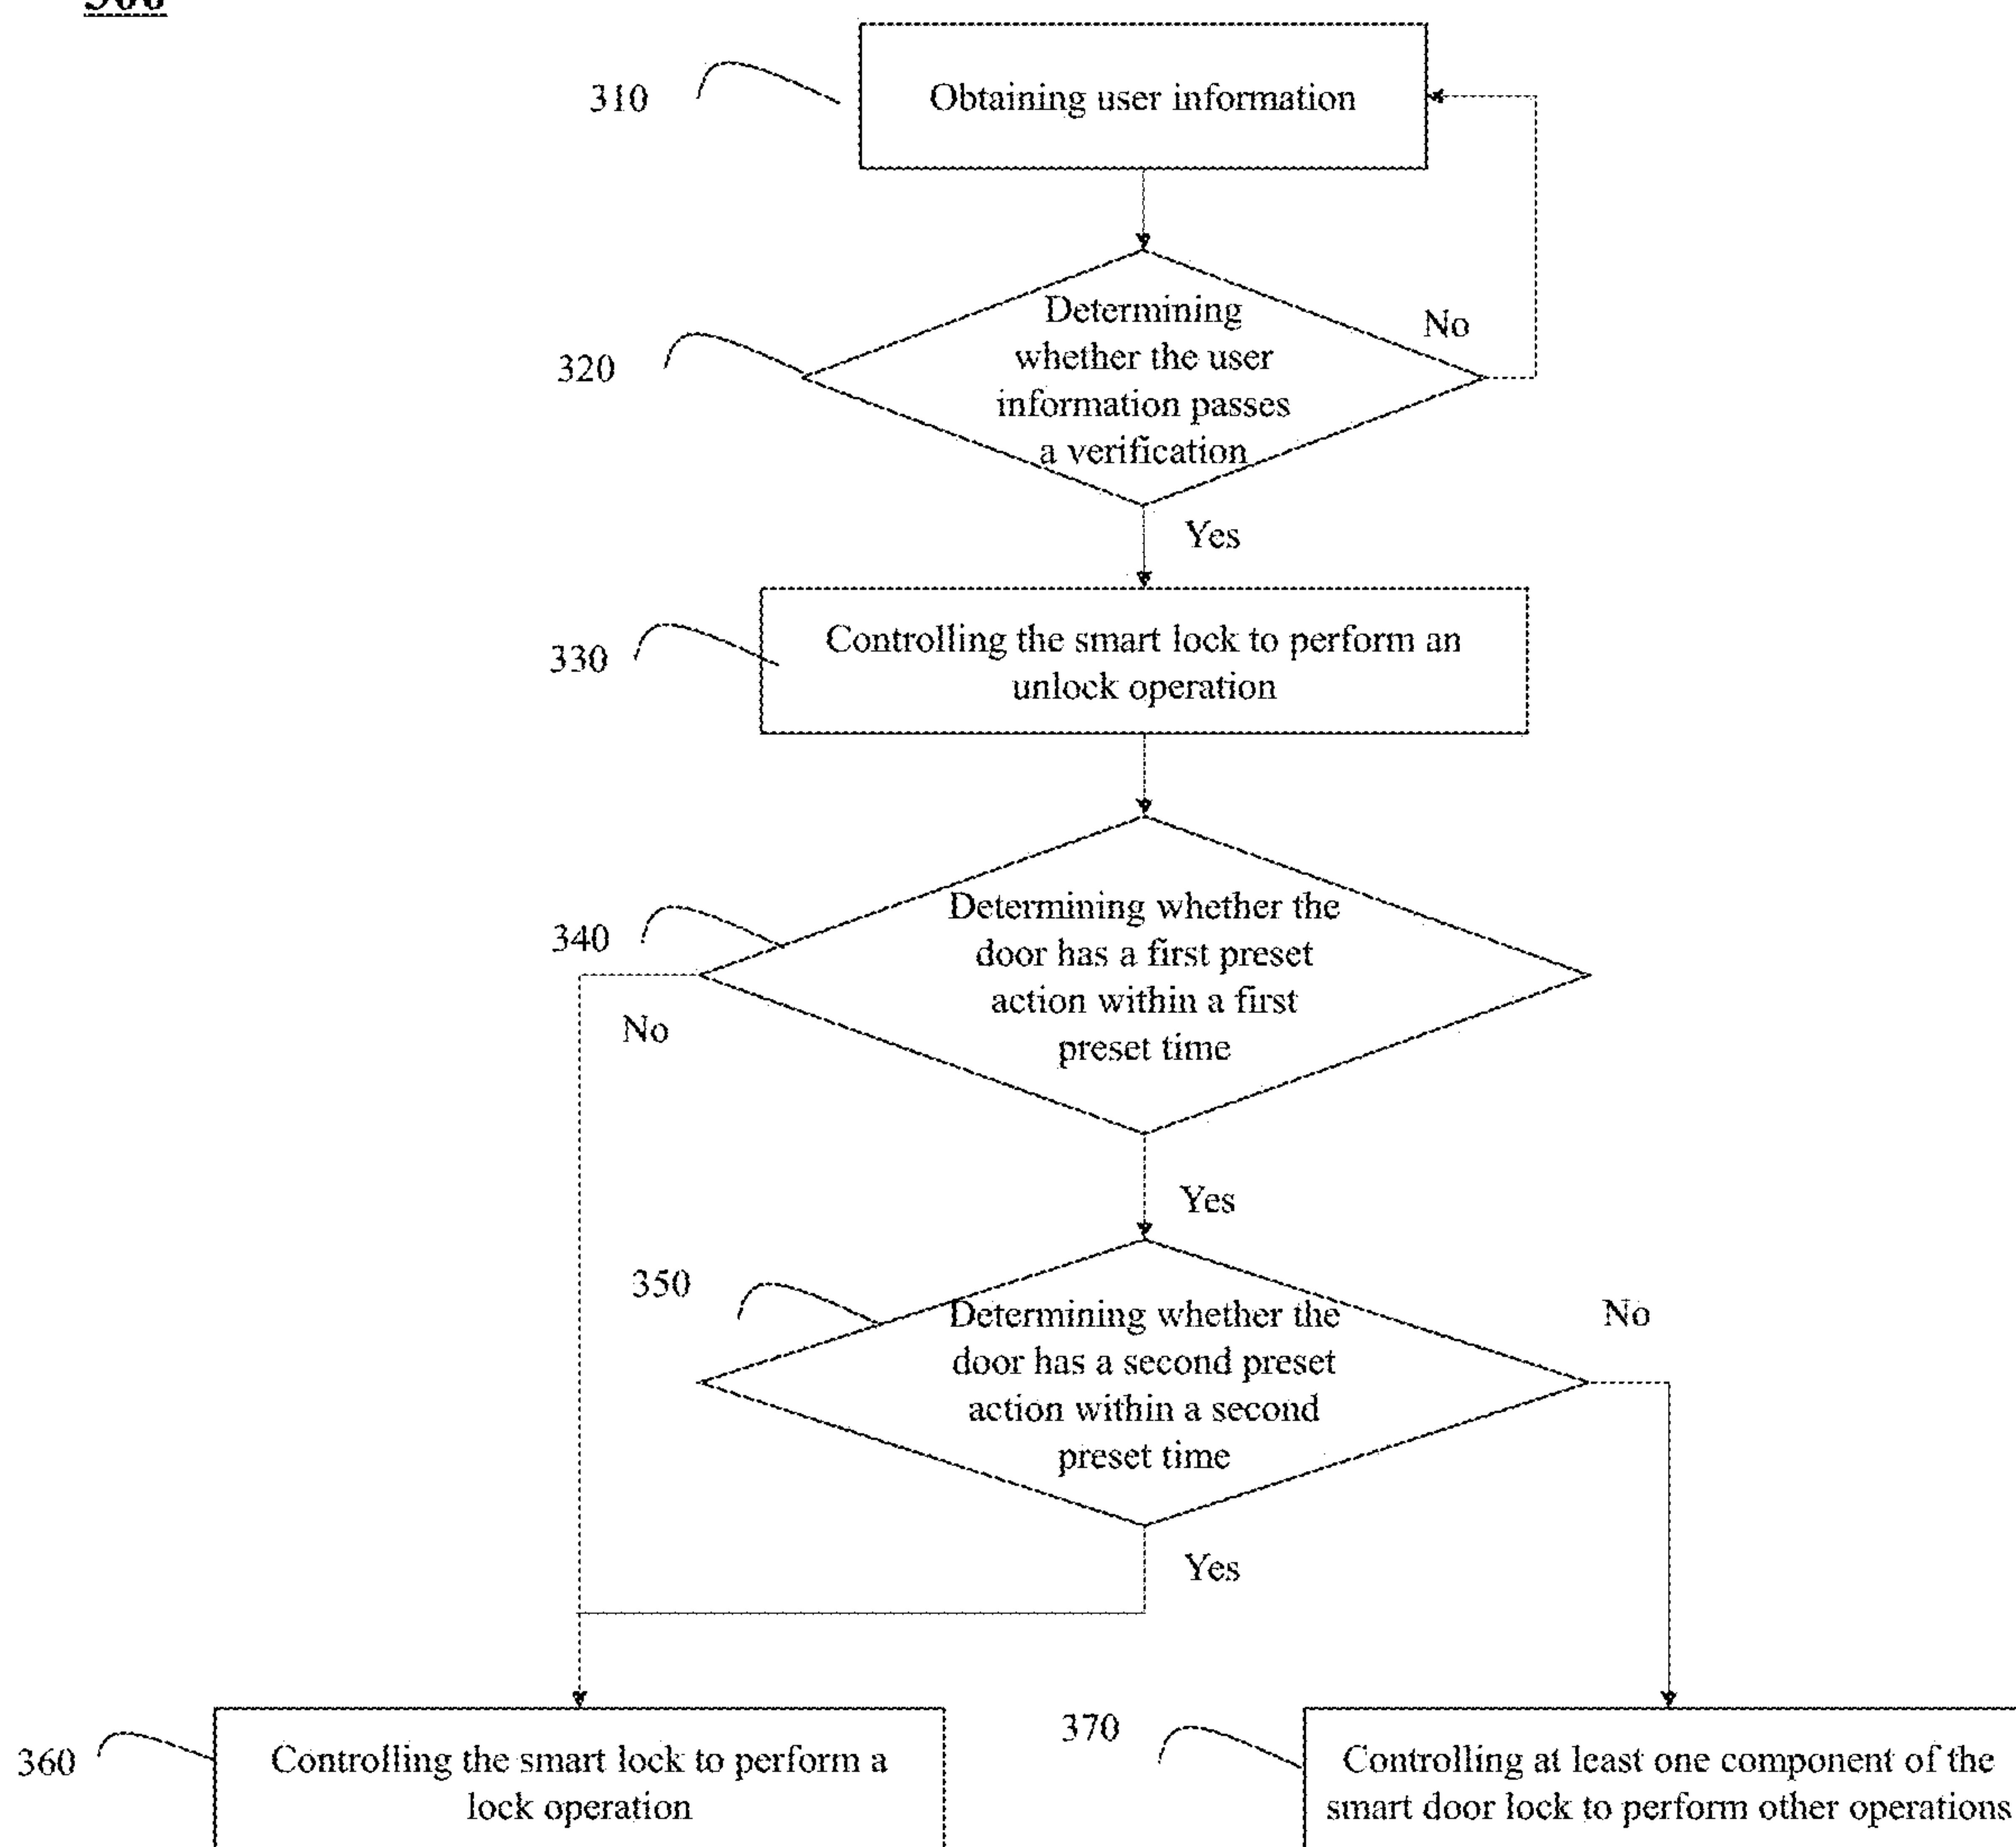 310
Obtaining user information
320
Determining
whether the user
information passes
a verification
No
Yes
330
Controlling the smart lock to perform an
unlock operation
340
Determining whether the
door has a first preset
action within a first
preset time
No
Yes
350
Determining whether the
door has a second preset
action within a second
preset time
No
Yes
360
Controlling the smart lock to perform a
lock operation
370
Controlling at least one component of the
smart door lock to perform other operations